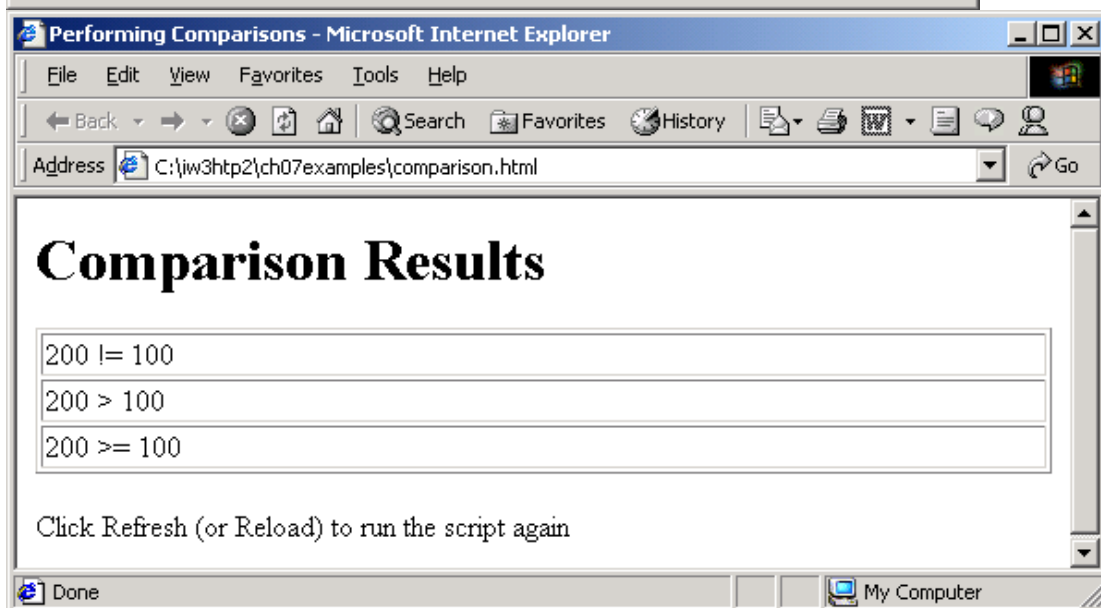 Performing Comparisons - Microsoft Internet Explorer
File Edit View Favorites Tools Help
Back Search Favorites History
Address C:\iw3htp2\ch07examples\comparison.html Go
Comparison Results
200 != 100
200 > 100
200 >= 100
Click Refresh (or Reload) to run the script again
Done My Computer